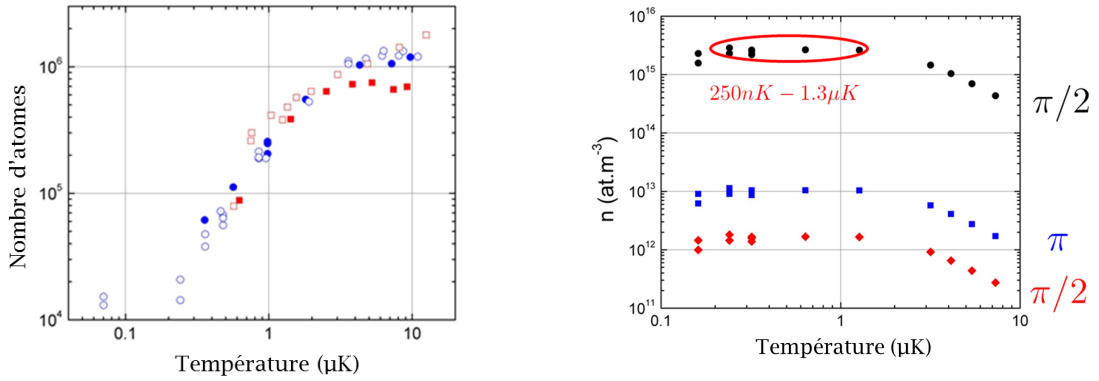 Nombre d'atomes
10^6
10^5
10^4
0.1
1
10
Température (μK)
n (at.m^-3)
10^16
10^15
10^14
10^13
10^12
10^11
250nK − 1.3μK
π/2
π
π/2
0.1
1
10
Température (μK)